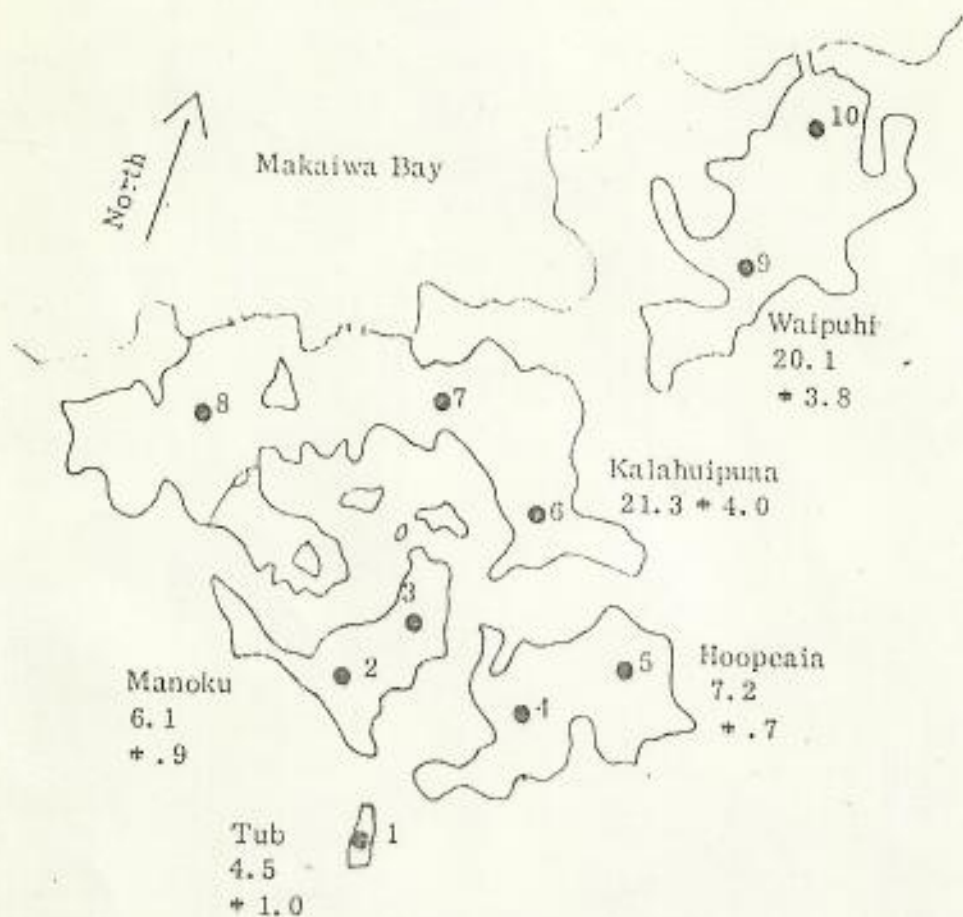 North
Makaiwa Bay
10
9
Waipuhi
20.1
* 3.8
8
7
Kalahuipuaa
21.3 * 4.0
6
3
2
Manoku
6.1
* .9
5
4
Hoopeaia
7.2
* .7
Tub
4.5
* 1.0
1